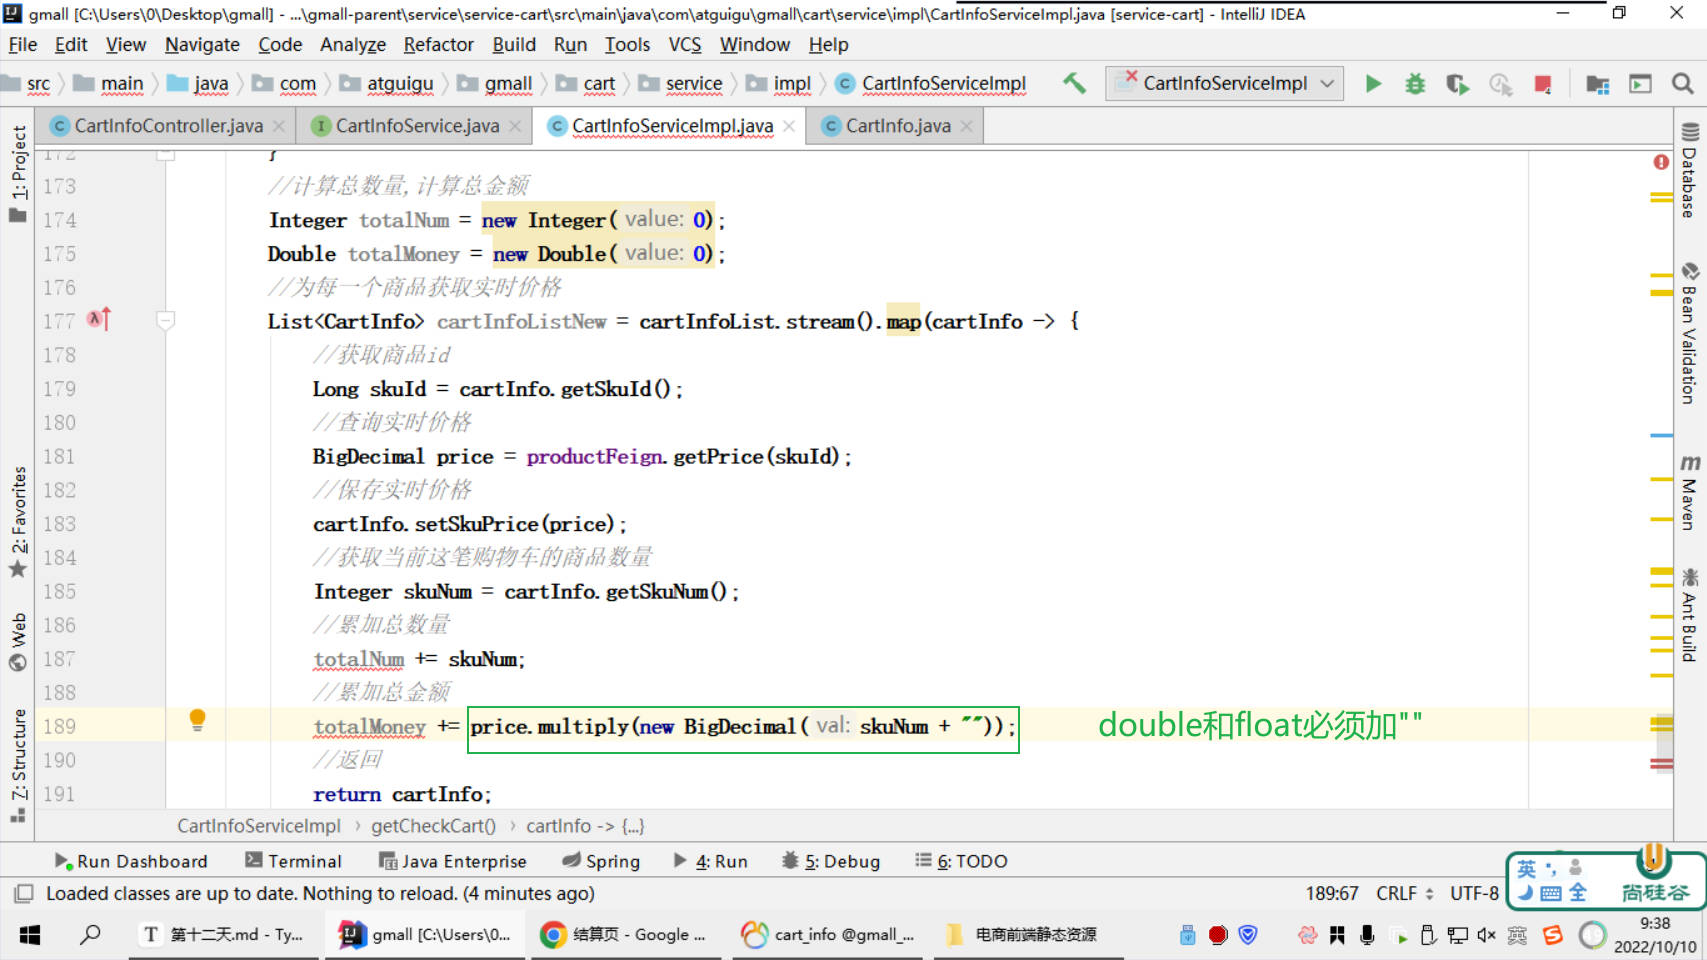 gmall [C:\Users\0\Desktop\gmall] - ...\gmall-parent\service\service-cart\src\main\java\com\atguigu\gmall\cart\service\impl\CartInfoServiceImpl.java [service-cart] - IntelliJ IDEA
File Edit View Navigate Code Analyze Refactor Build Run Tools VCS Window Help
src main java com atguigu gmall cart service impl CartInfoServiceImpl CartInfoServiceImpl
CartInfoController.java CartInfoService.java CartInfoServiceImpl.java CartInfo.java
172 }
173 //计算总数量,计算总金额
174 Integer totalNum = new Integer( value: 0);
175 Double totalMoney = new Double( value: 0);
176 //为每一个商品获取实时价格
177 List<CartInfo> cartInfoListNew = cartInfoList.stream().map(cartInfo -> {
178 //获取商品id
179 Long skuId = cartInfo.getSkuId();
180 //查询实时价格
181 BigDecimal price = productFeign.getPrice(skuId);
182 //保存实时价格
183 cartInfo.setSkuPrice(price);
184 //获取当前这笔购物车的商品数量
185 Integer skuNum = cartInfo.getSkuNum();
186 //累加总数量
187 totalNum += skuNum;
188 //累加总金额
189 totalMoney += price.multiply(new BigDecimal( val: skuNum + "")); double和float必须加""
190 //返回
191 return cartInfo;
1: Project
2: Favorites
Web
Z: Structure
Database
Bean Validation
m Maven
Ant Build
CartInfoServiceImpl › getCheckCart() › cartInfo -> {...}
Run Dashboard Terminal Java Enterprise Spring 4: Run 5: Debug 6: TODO
Loaded classes are up to date. Nothing to reload. (4 minutes ago) 189:67 CRLF UTF-8
英 全 尚硅谷
第十二天.md - Ty... gmall [C:\Users\0... 结算页 - Google ... cart_info @gmall_... 电商前端静态资源 英 9:38
2022/10/10